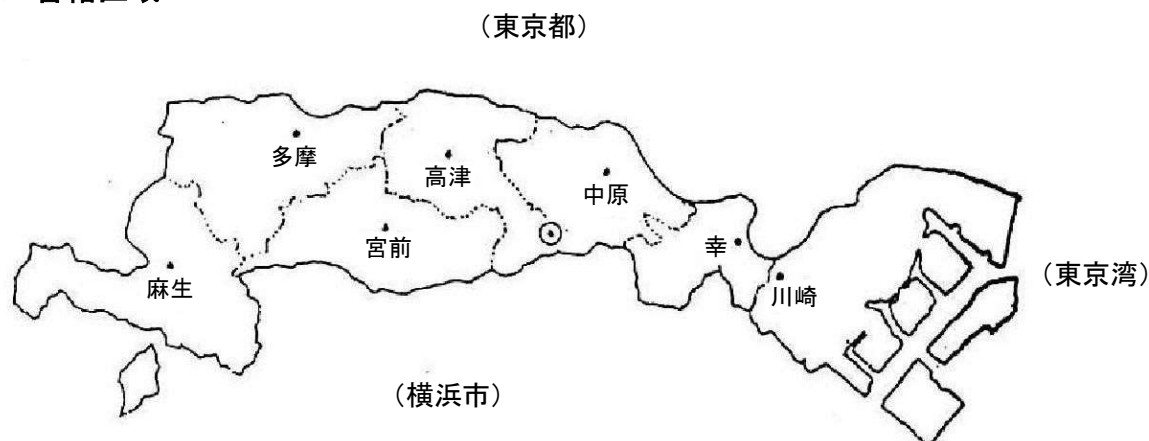 （東京都）
多摩
高津
中原
宮前
幸
麻生
川崎
（東京湾）
（横浜市）